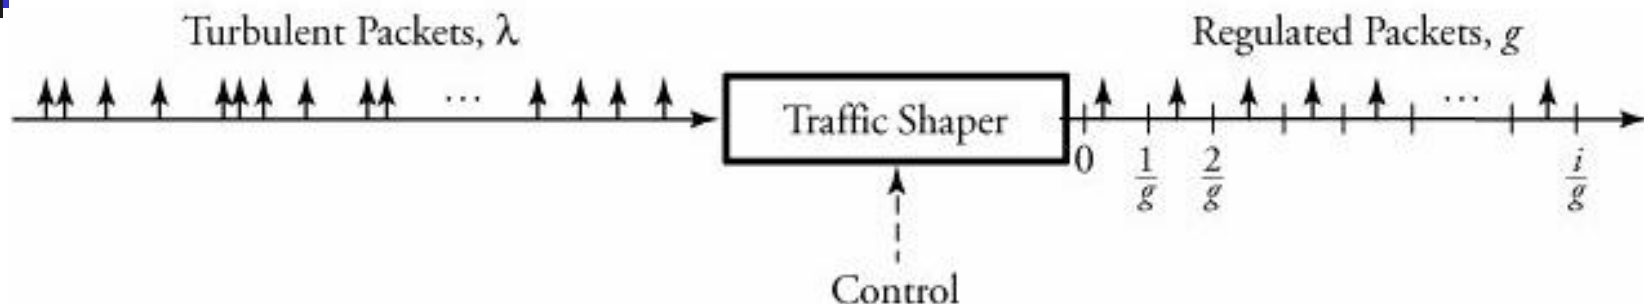 Turbulent Packets, λ
Regulated Packets, g
...
...
Traffic Shaper
0
1/g
2/g
i/g
Control